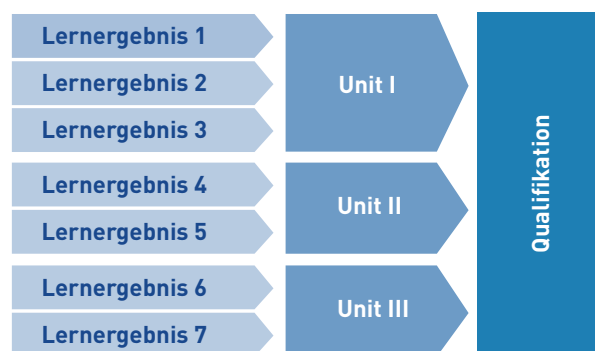 Lernergebnis 1
Lernergebnis 2
Lernergebnis 3
Unit I
Lernergebnis 4
Lernergebnis 5
Unit II
Lernergebnis 6
Lernergebnis 7
Unit III
Qualifikation